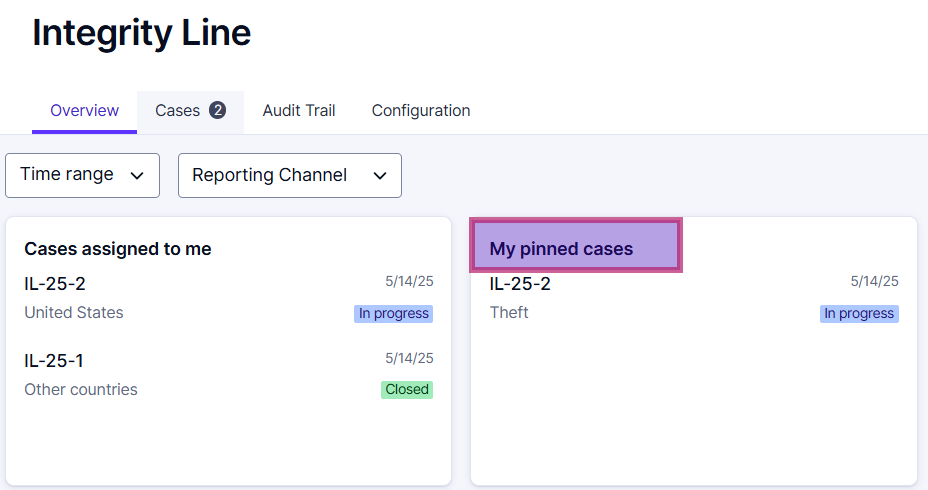 Integrity Line
Overview Cases 2 Audit Trail Configuration
Time range Reporting Channel
Cases assigned to me
IL-25-2 5/14/25
United States In progress
IL-25-1 5/14/25
Other countries Closed
My pinned cases
IL-25-2 5/14/25
Theft In progress